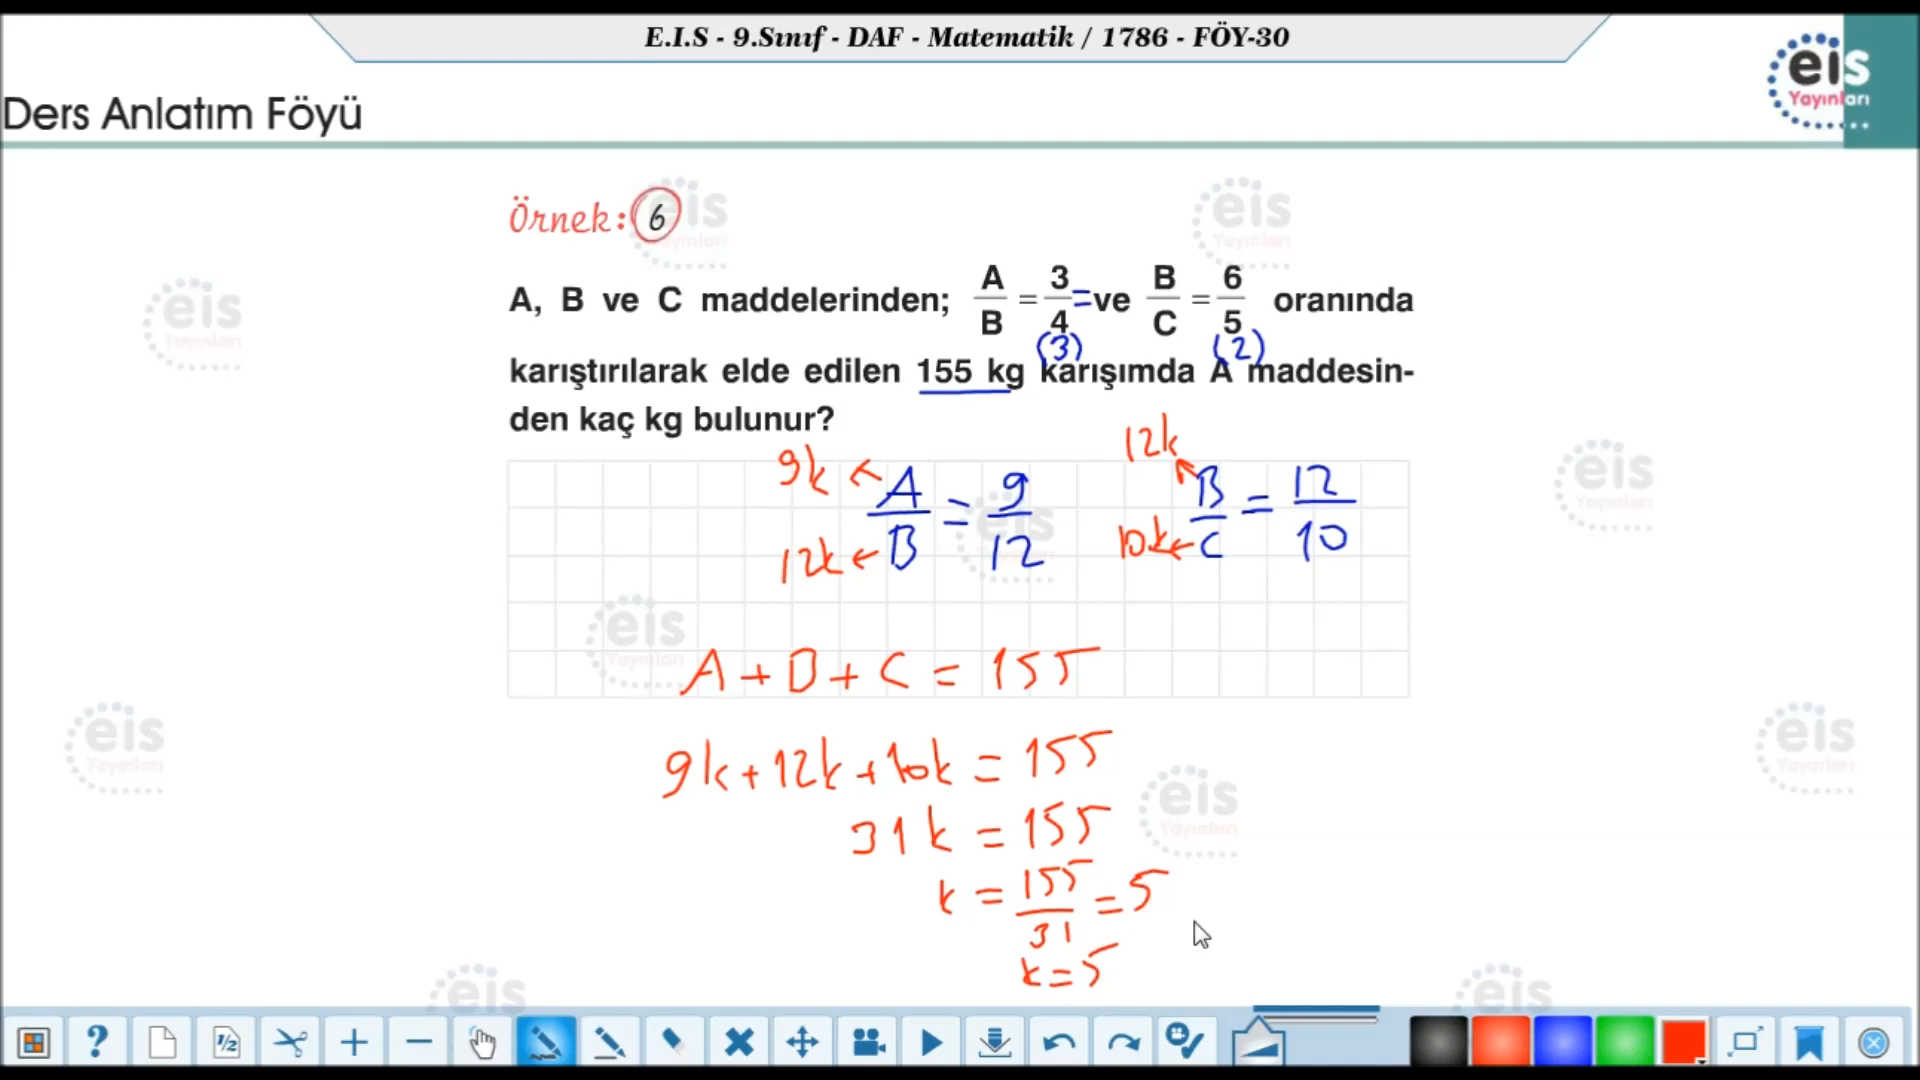 E.I.S - 9.Sınıf - DAF - Matematik / 1786 - FÖY-30
eis
Yayınları
Ders Anlatım Föyü
Örnek: 6
A, B ve C maddelerinden; A/B = 3/4 = ve B/C = 6/5 oranında
(3) (2)
karıştırılarak elde edilen 155 kg karışımda A maddesin-
den kaç kg bulunur?
9k ← A/B = 9/12 12k ← B/C = 12/10
12k ← 10k ←
A + B + C = 155
9k + 12k + 10k = 155
31k = 155
k = 155/31 = 5
k = 5